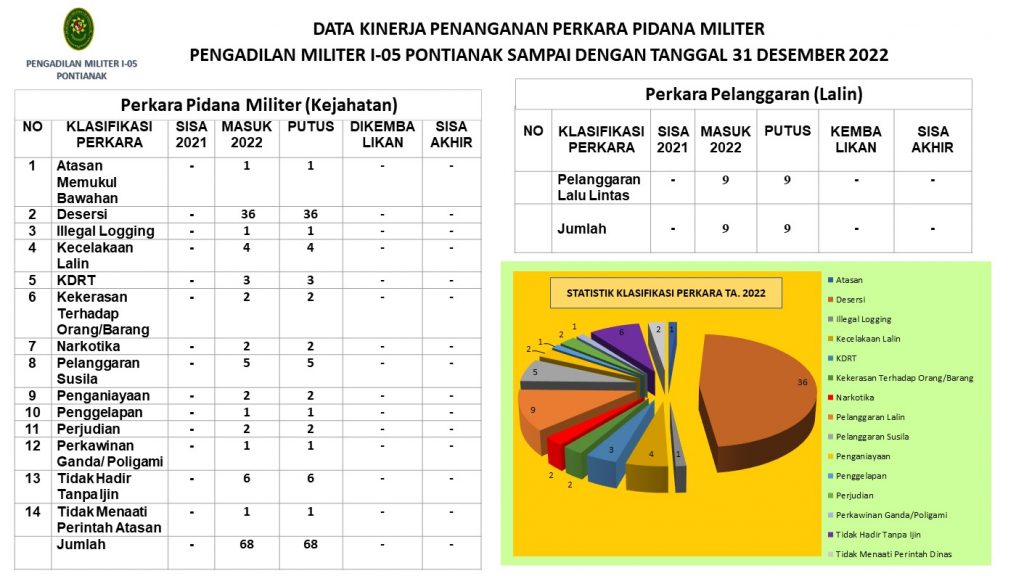 DATA KINERJA PENANGANAN PERKARA PIDANA MILITER
PENGADILAN MILITER I-05 PONTIANAK SAMPAI DENGAN TANGGAL 31 DESEMBER 2022
PENGADILAN MILITER I-05
PONTIANAK
Perkara Pidana Militer (Kejahatan)
NO KLASIFIKASI SISA MASUK PUTUS DIKEMBA SISA
PERKARA 2021 2022 LIKAN AKHIR
1 Atasan - 1 1 - -
Memukul
Bawahan
2 Desersi - 36 36 - -
3 Illegal Logging - 1 1 - -
4 Kecelakaan - 4 4 - -
Lalin
5 KDRT - 3 3 - -
6 Kekerasan - 2 2 - -
Terhadap
Orang/Barang
7 Narkotika - 2 2 - -
8 Pelanggaran - 5 5 - -
Susila
9 Penganiayaan - 2 2 - -
10 Penggelapan - 1 1 - -
11 Perjudian - 2 2 - -
12 Perkawinan - 1 1 - -
Ganda/ Poligami
13 Tidak Hadir - 6 6 - -
Tanpa Ijin
14 Tidak Menaati - 1 1 - -
Perintah Atasan
Jumlah - 68 68 - -
Perkara Pelanggaran (Lalin)
NO KLASIFIKASI SISA MASUK PUTUS KEMBA SISA
PERKARA 2021 2022 LIKAN AKHIR
Pelanggaran - 9 9 - -
Lalu Lintas
Jumlah - 9 9 - -
STATISTIK KLASIFIKASI PERKARA TA. 2022
1
36
1
4
3
2
2
9
5
2
1
2
1
6
2
Atasan
Desersi
Illegal Logging
Kecelakaan Lalin
KDRT
Kekerasan Terhadap Orang/Barang
Narkotika
Pelanggaran Lalin
Pelanggaran Susila
Penganiayaan
Penggelapan
Perjudian
Perkawinan Ganda/Poligami
Tidak Hadir Tanpa Ijin
Tidak Menaati Perintah Dinas